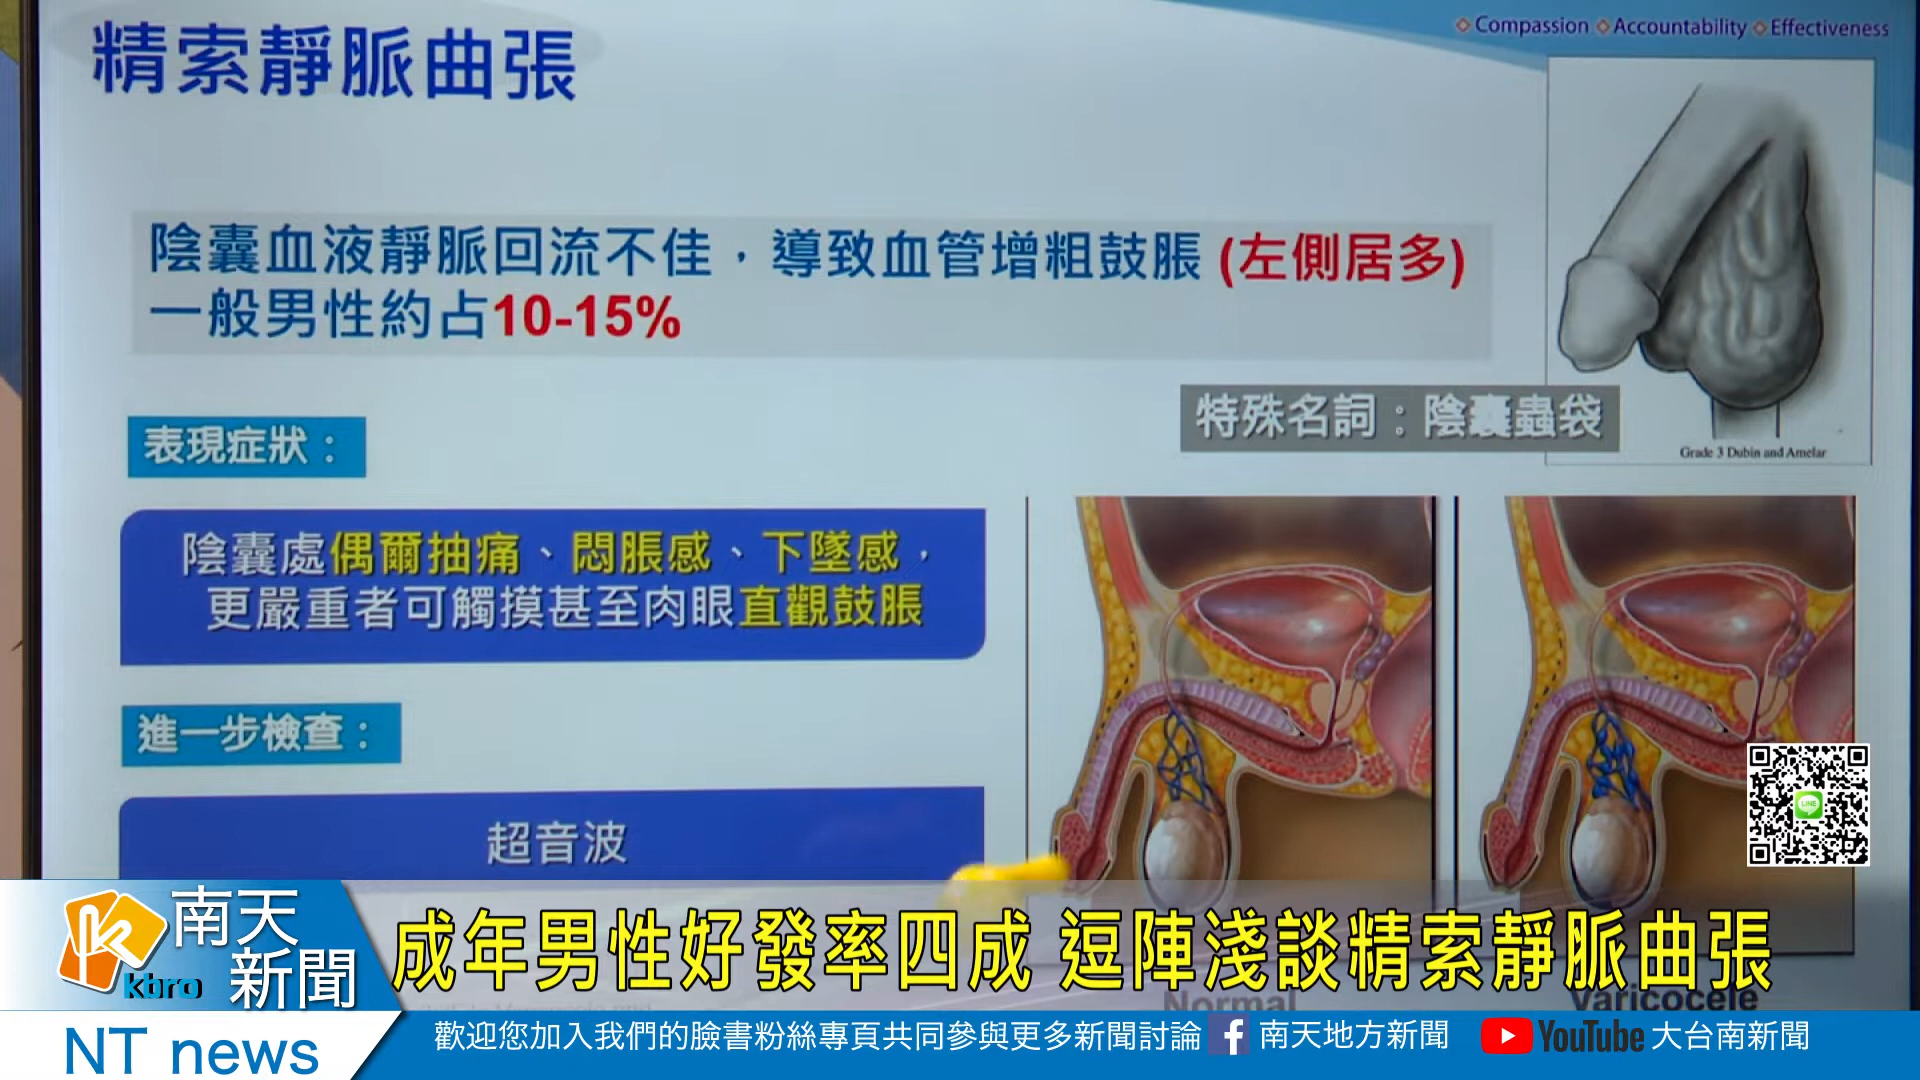 Compassion Accountability Effectiveness
精索靜脈曲張
陰囊血液靜脈回流不佳，導致血管增粗鼓脹 (左側居多)
一般男性約占10-15%
特殊名詞：陰囊蟲袋
Grade 3 Dubin and Amelar
表現症狀：
陰囊處偶爾抽痛、悶脹感、下墜感，
更嚴重者可觸摸甚至肉眼直觀鼓脹
進一步檢查：
超音波
LINE
Normal
Varicocele
kbro
南天
新聞
成年男性好發率四成 逗陣淺談精索靜脈曲張
NT news
歡迎您加入我們的臉書粉絲專頁共同參與更多新聞討論 f 南天地方新聞 YouTube 大台南新聞